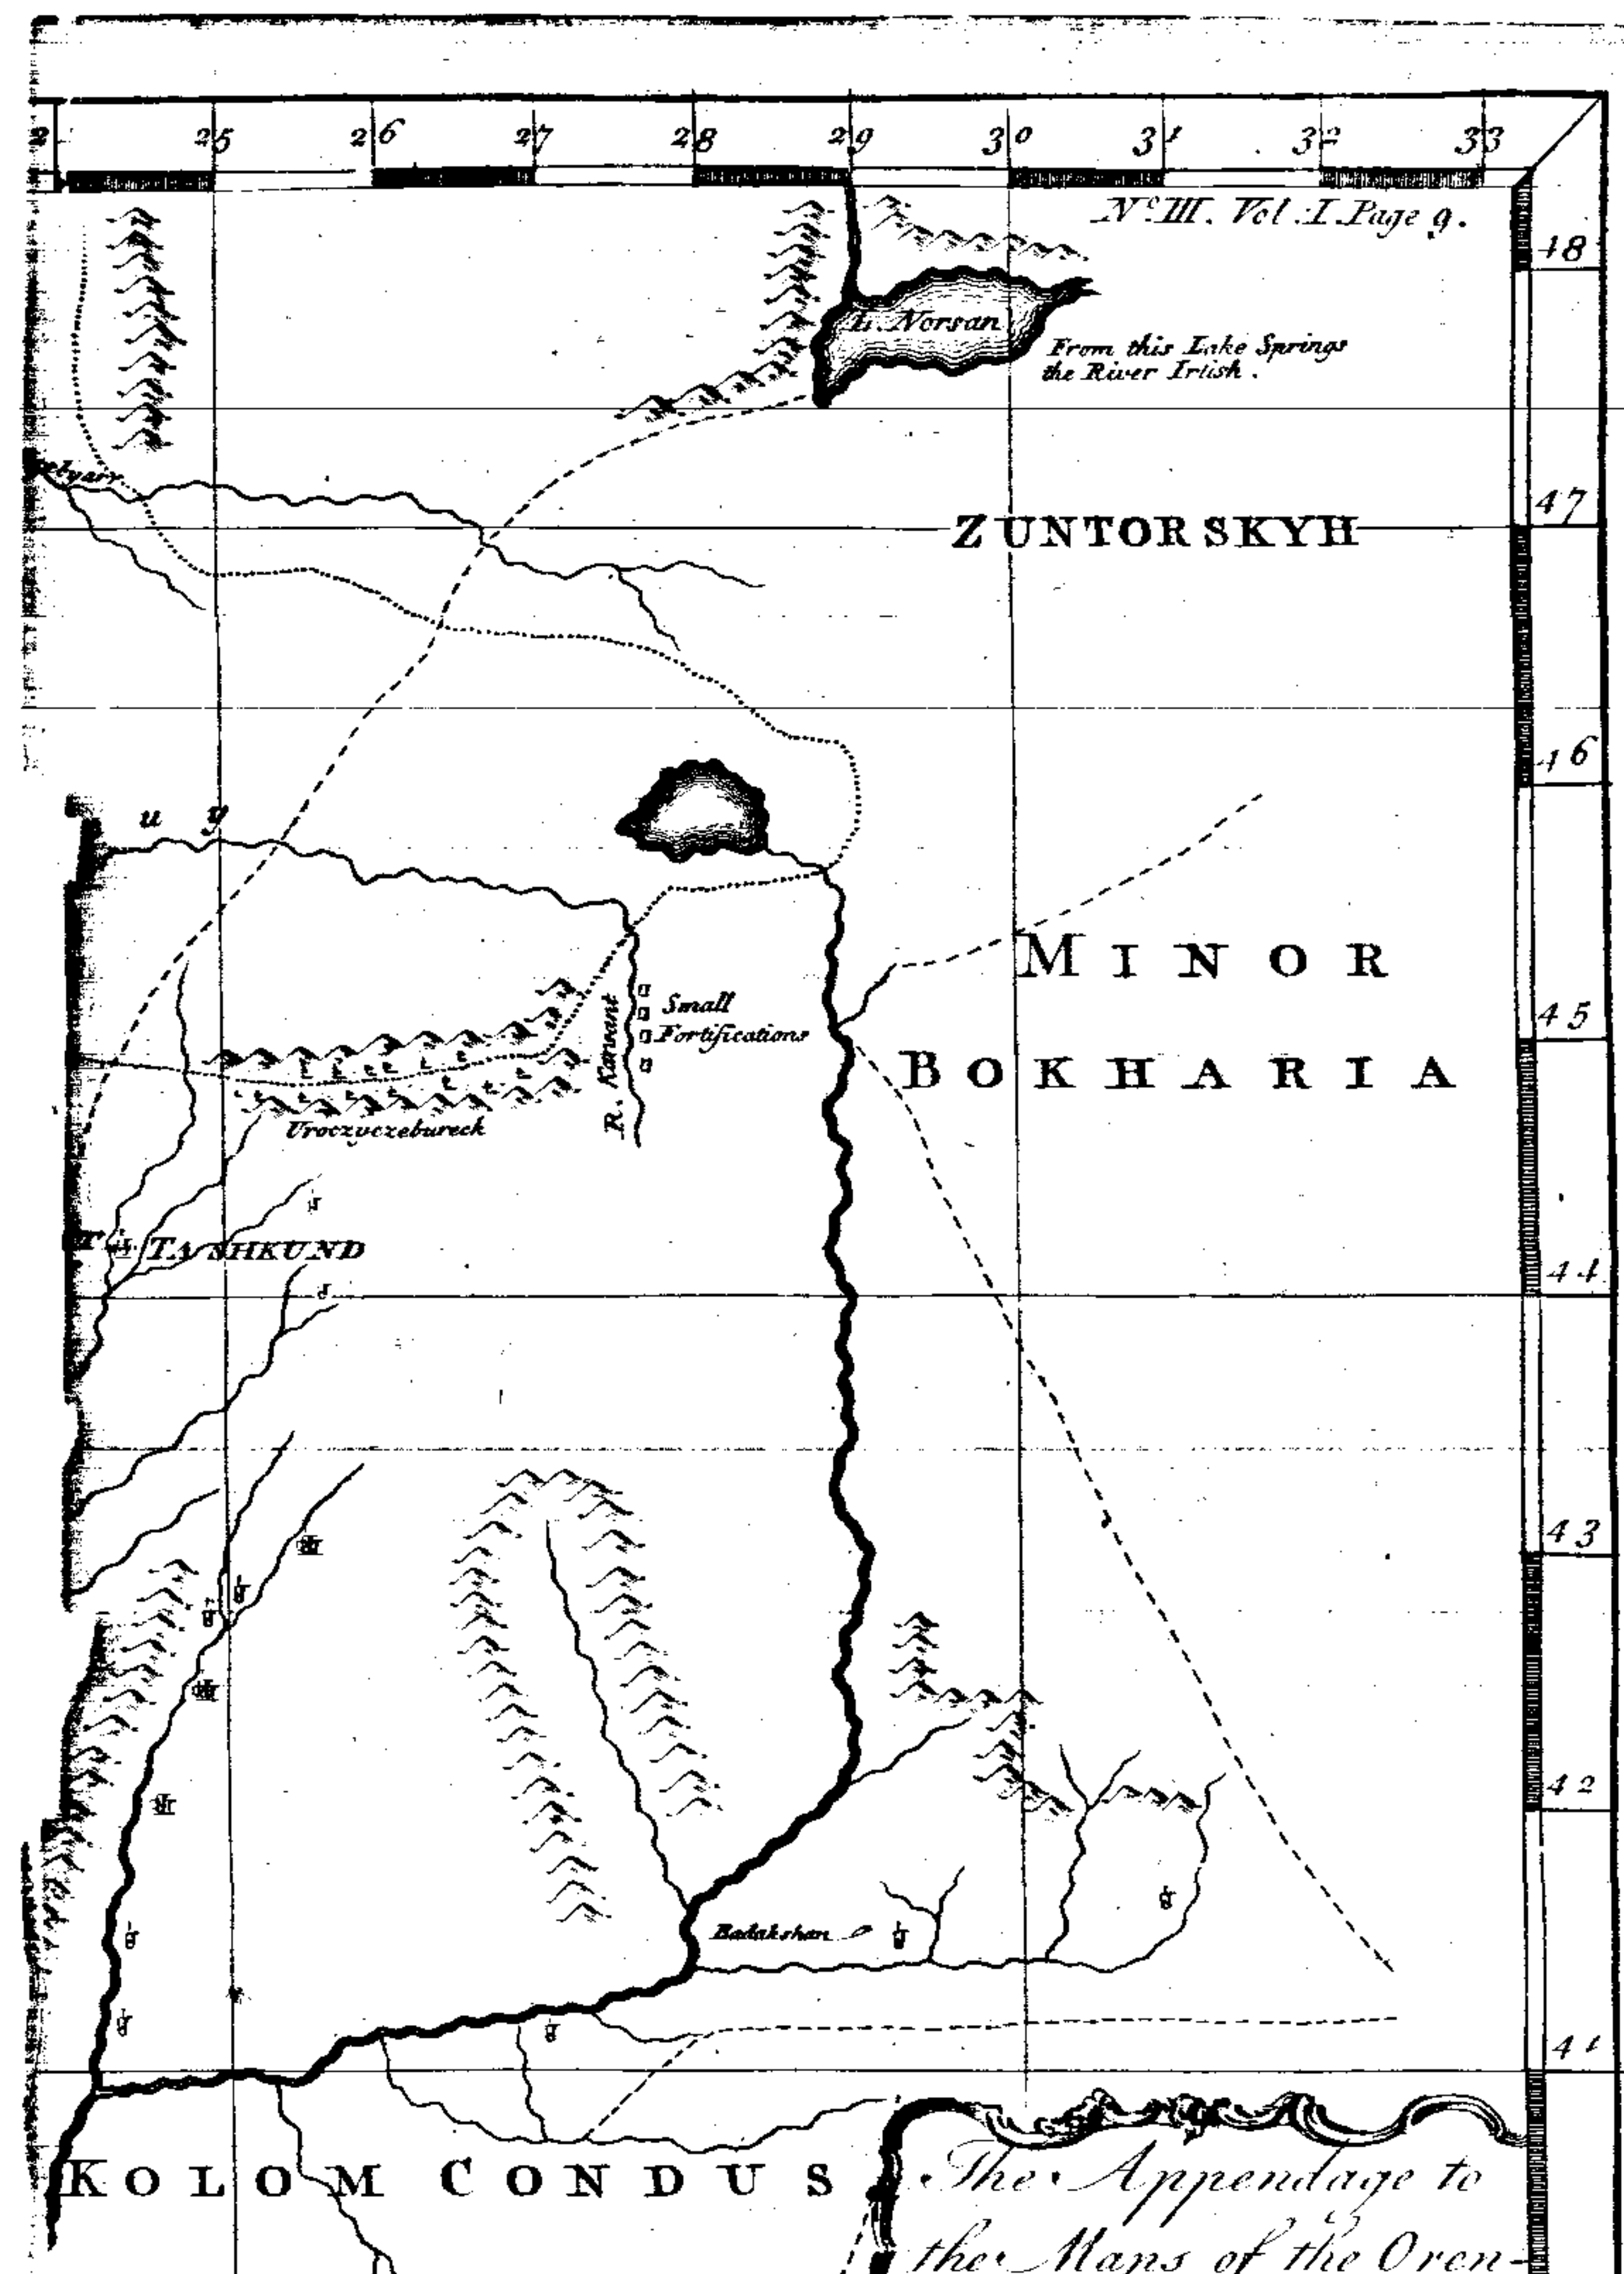 25 26 27 28 29 30 31 32 33
Nº III. Vol. I. Page 9.
48
L. Norsan
From this Lake Springs
the River Irtish.
47
ZUNTORSKYH
46
u y
MINOR
R. Kansant
Small
Fortifications
45
BOKHARIA
Uroczyczebureck
TASHKUND
44
43
42
Badakshan
41
KOLOM CONDUS
The Appendage to
the Maps of the Oren-